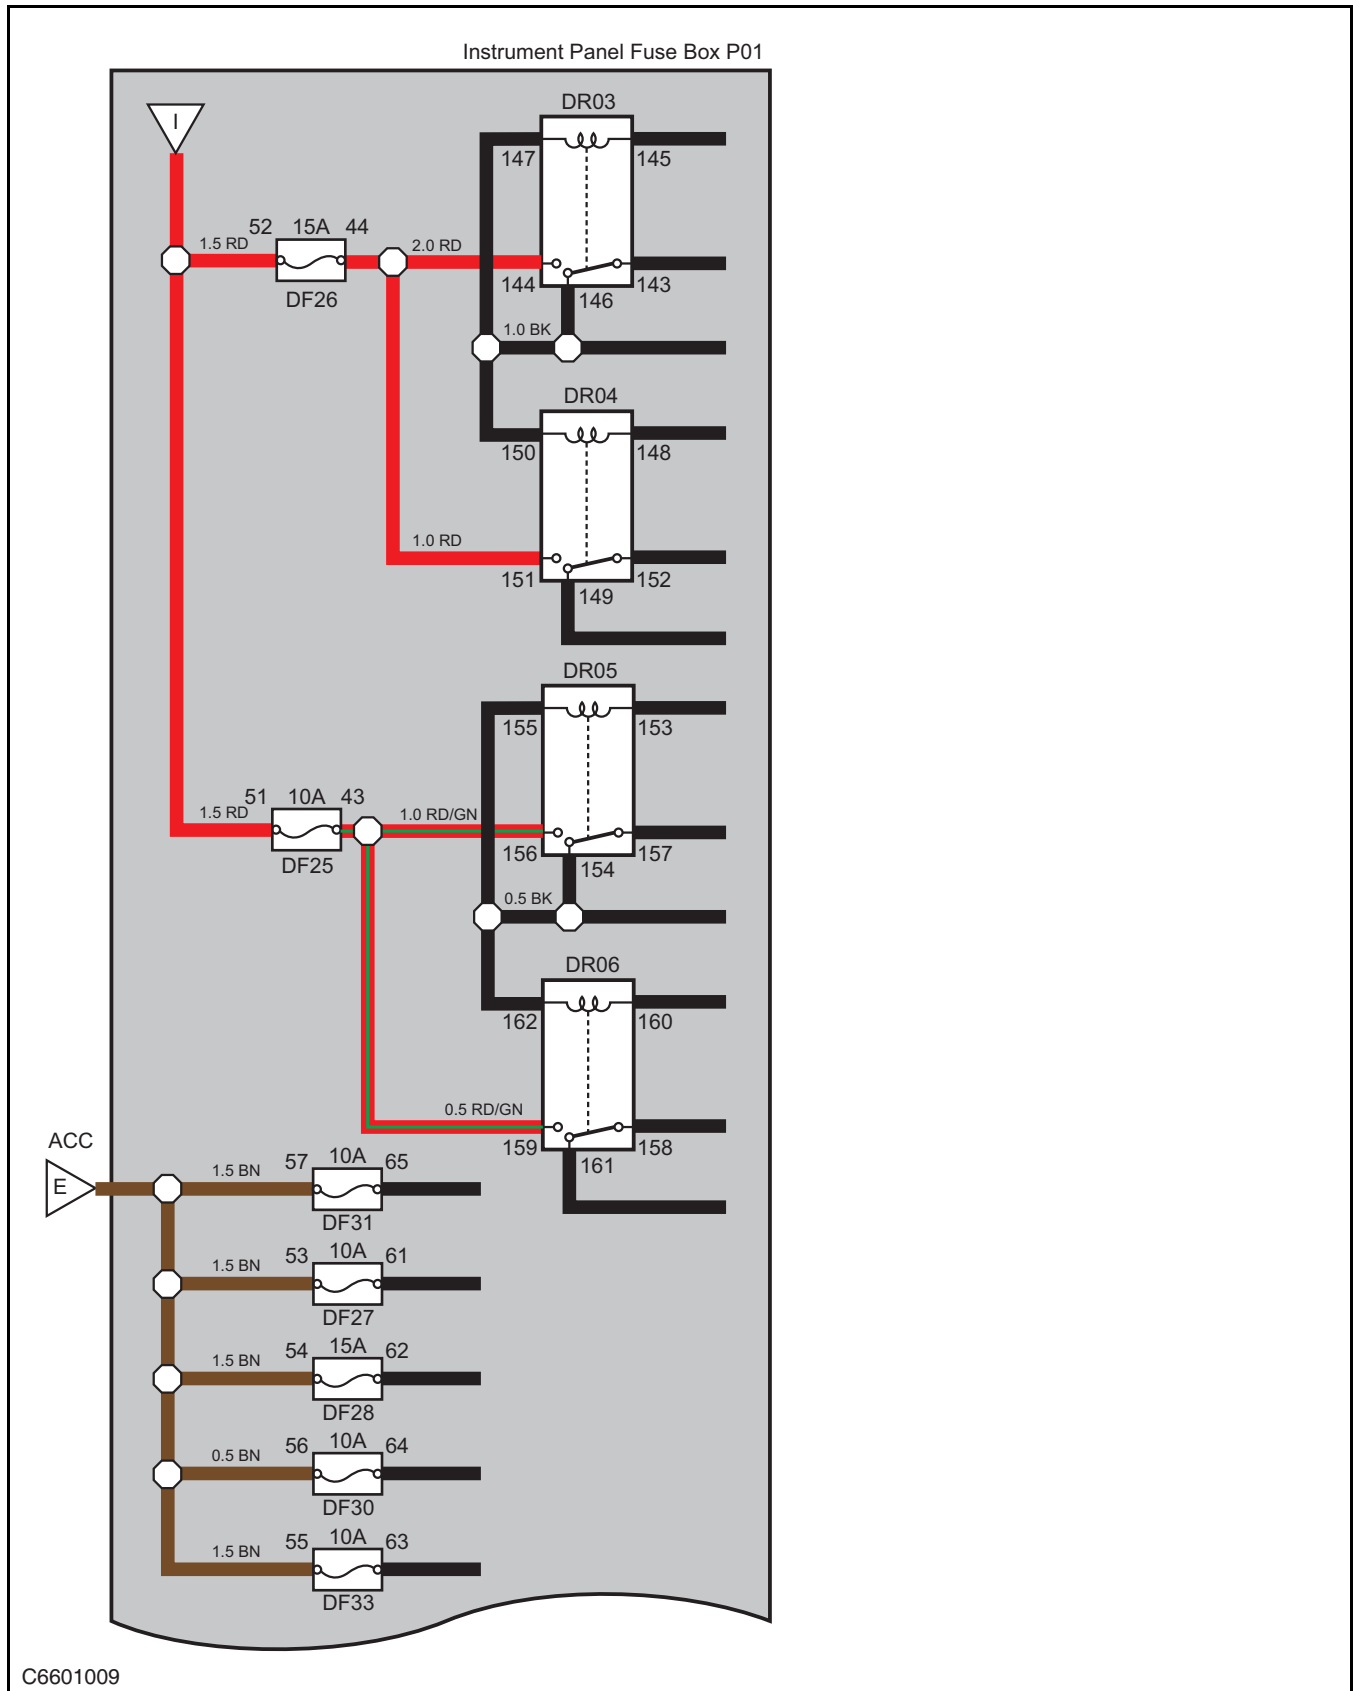 Instrument Panel Fuse Box P01
I
DR03
147 145
52 15A 44
1.5 RD
2.0 RD
DF26
144 143
146
1.0 BK
DR04
150 148
1.0 RD
151 152
149
DR05
155 153
51 10A 43
1.5 RD
1.0 RD/GN
DF25
156 157
154
0.5 BK
DR06
162 160
0.5 RD/GN
159 158
161
ACC
E
1.5 BN
57 10A 65
DF31
1.5 BN
53 10A 61
DF27
1.5 BN
54 15A 62
DF28
0.5 BN
56 10A 64
DF30
1.5 BN
55 10A 63
DF33
C6601009